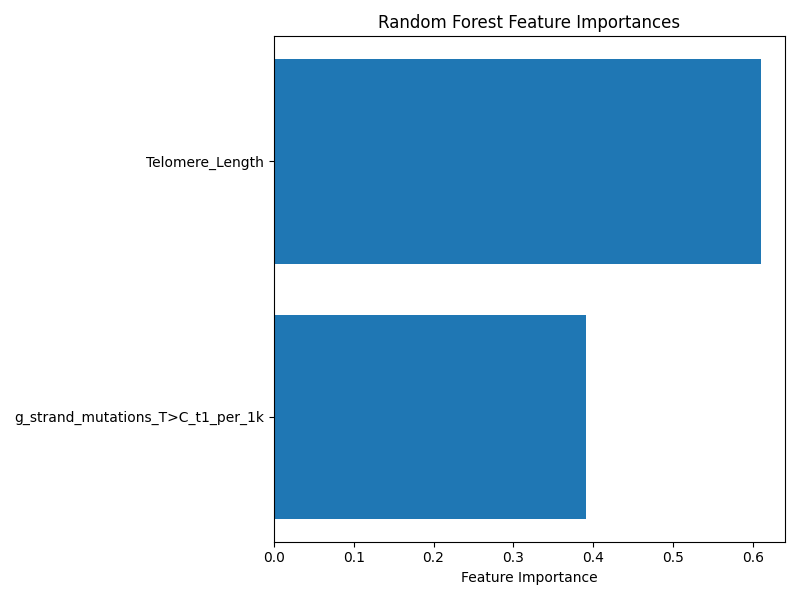 Random Forest Feature Importances
Telomere_Length
g_strand_mutations_T>C_t1_per_1k
0.0 0.1 0.2 0.3 0.4 0.5 0.6
Feature Importance